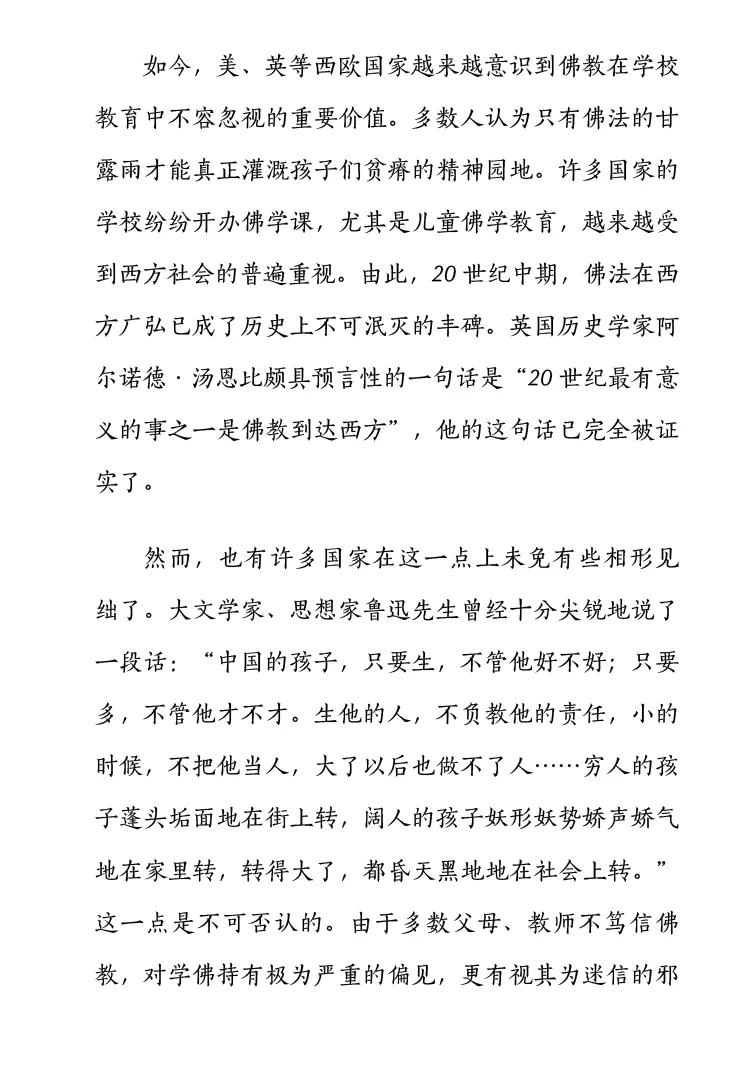 如今，美、英等西欧国家越来越意识到佛教在学校
教育中不容忽视的重要价值。多数人认为只有佛法的甘
露雨才能真正灌溉孩子们贫瘠的精神园地。许多国家的
学校纷纷开办佛学课，尤其是儿童佛学教育，越来越受
到西方社会的普遍重视。由此，20世纪中期，佛法在西
方广弘已成了历史上不可泯灭的丰碑。英国历史学家阿
尔诺德·汤恩比颇具预言性的一句话是“20世纪最有意
义的事之一是佛教到达西方”，他的这句话已完全被证
实了。
然而，也有许多国家在这一点上未免有些相形见
绌了。大文学家、思想家鲁迅先生曾经十分尖锐地说了
一段话：“中国的孩子，只要生，不管他好不好；只要
多，不管他才不才。生他的人，不负教他的责任，小的
时候，不把他当人，大了以后也做不了人……穷人的孩
子蓬头垢面地在街上转，阔人的孩子妖形妖势娇声娇气
地在家里转，转得大了，都昏天黑地地在社会上转。”
这一点是不可否认的。由于多数父母、教师不笃信佛
教，对学佛持有极为严重的偏见，更有视其为迷信的邪